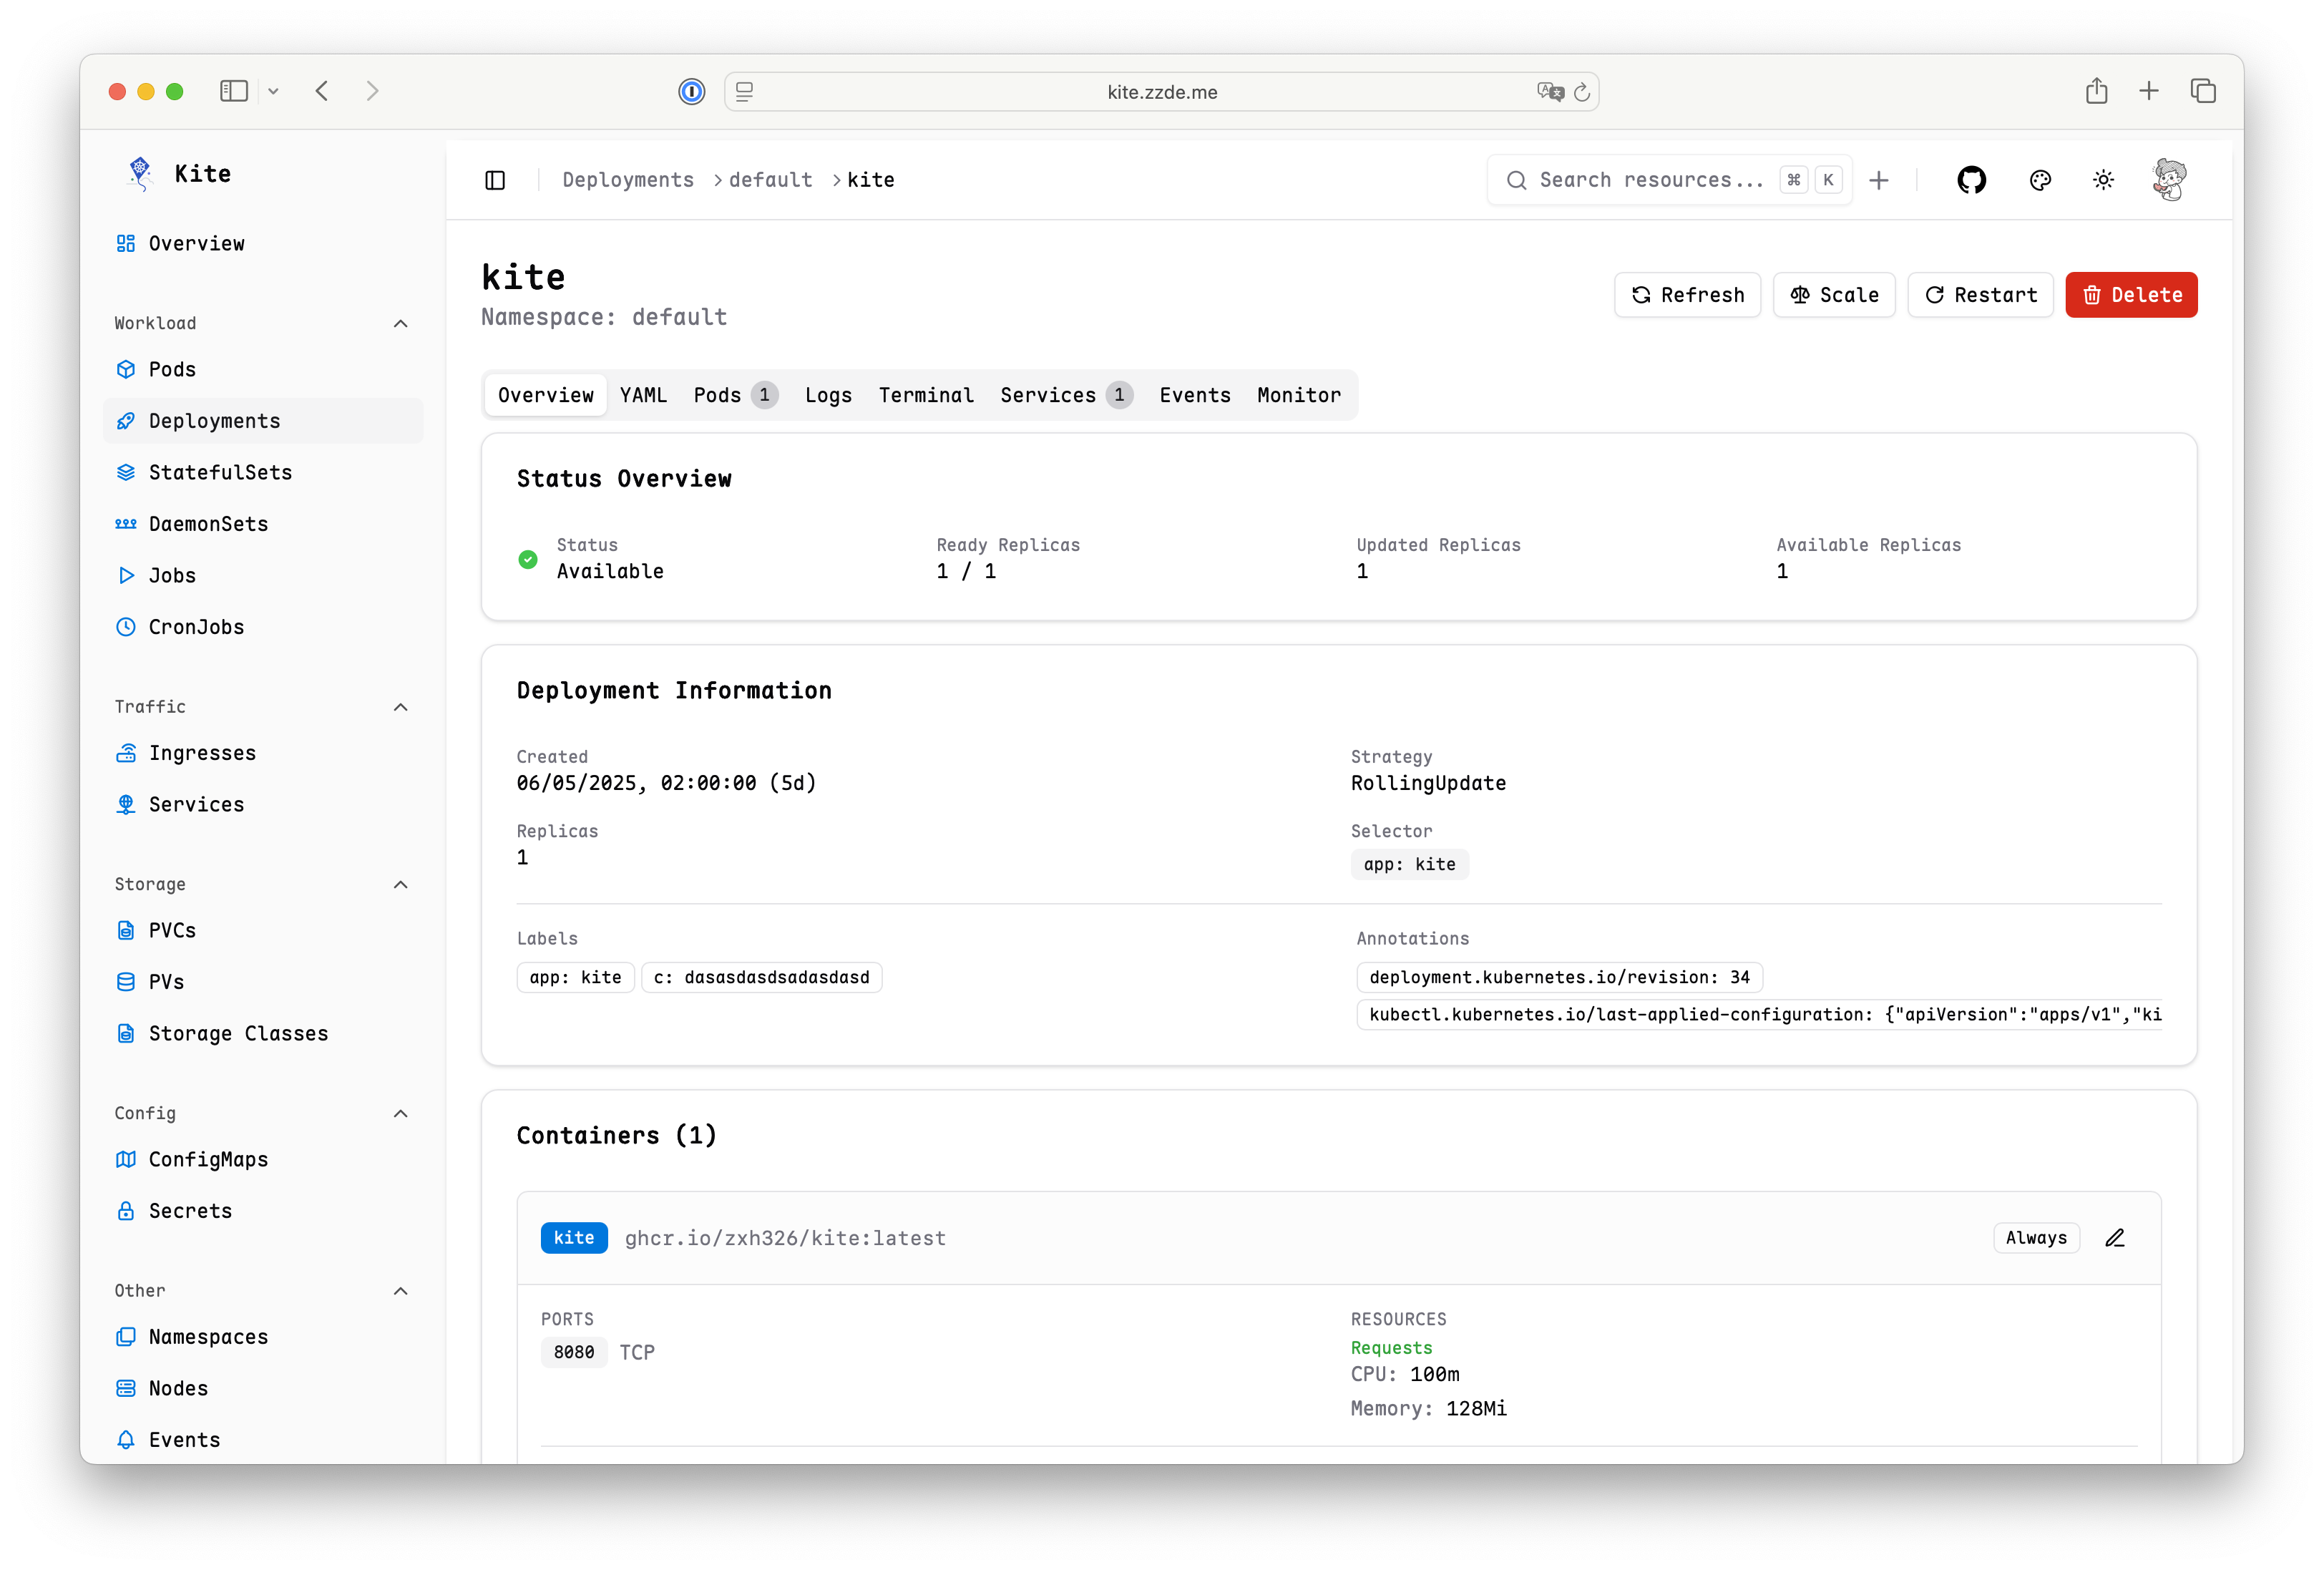 kite.zzde.me
Kite
Overview
Workload
Pods
Deployments
StatefulSets
DaemonSets
Jobs
CronJobs
Traffic
Ingresses
Services
Storage
PVCs
PVs
Storage Classes
Config
ConfigMaps
Secrets
Other
Namespaces
Nodes
Events
Deployments > default > kite
Search resources... ⌘ K
kite
Namespace: default
Refresh Scale Restart Delete
Overview YAML Pods 1 Logs Terminal Services 1 Events Monitor
Status Overview
Status Ready Replicas Updated Replicas Available Replicas
Available 1 / 1 1 1
Deployment Information
Created Strategy
06/05/2025, 02:00:00 (5d) RollingUpdate
Replicas Selector
1 app: kite
Labels Annotations
app: kite c: dasasdasdsadasdasd deployment.kubernetes.io/revision: 34
kubectl.kubernetes.io/last-applied-configuration: {"apiVersion":"apps/v1","ki
Containers (1)
kite ghcr.io/zxh326/kite:latest Always
PORTS RESOURCES
8080 TCP Requests
CPU: 100m
Memory: 128Mi